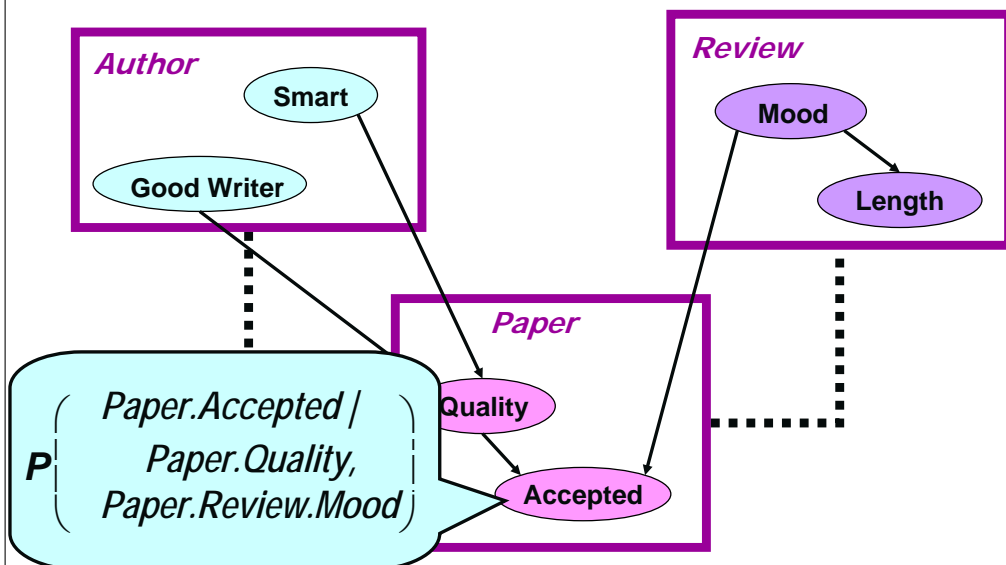 Author
Smart
Good Writer
Review
Mood
Length
Paper
Quality
Accepted
P
Paper.Accepted |
Paper.Quality,
Paper.Review.Mood